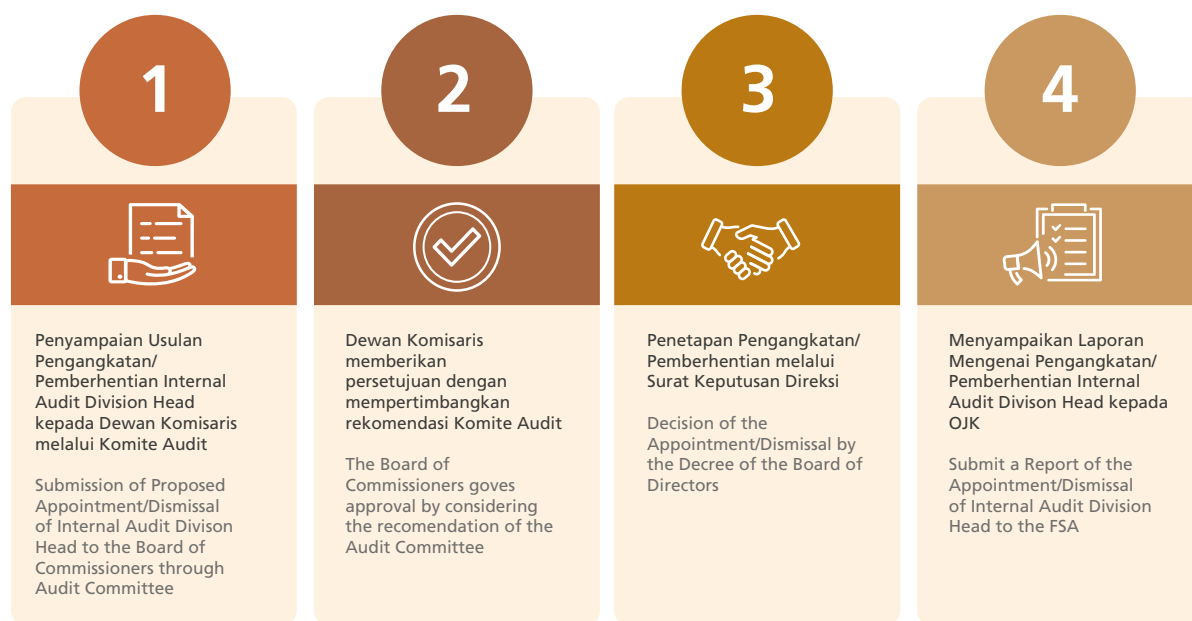 1
Penyampaian Usulan
Pengangkatan/
Pemberhentian Internal
Audit Division Head
kepada Dewan Komisaris
melalui Komite Audit
Submission of Proposed
Appointment/Dismissal
of Internal Audit Divison
Head to the Board of
Commissioners through
Audit Committee
2
Dewan Komisaris
memberikan
persetujuan dengan
mempertimbangkan
rekomendasi Komite Audit
The Board of
Commissioners goves
approval by considering
the recomendation of the
Audit Committee
3
Penetapan Pengangkatan/
Pemberhentian melalui
Surat Keputusan Direksi
Decision of the
Appointment/Dismissal by
the Decree of the Board of
Directors
4
Menyampaikan Laporan
Mengenai Pengangkatan/
Pemberhentian Internal
Audit Divison Head kepada
OJK
Submit a Report of the
Appointment/Dismissal
of Internal Audit Division
Head to the FSA